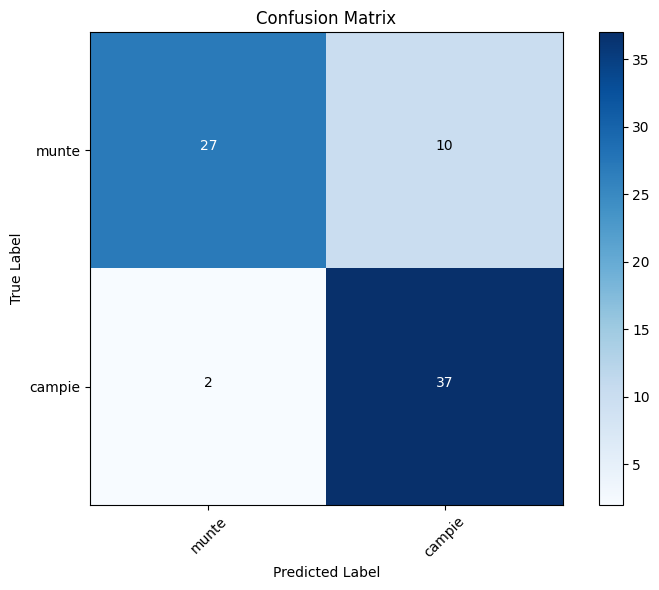 Confusion Matrix
munte
27
10
campie
2
37
munte
campie
Predicted Label
True Label
35
30
25
20
15
10
5